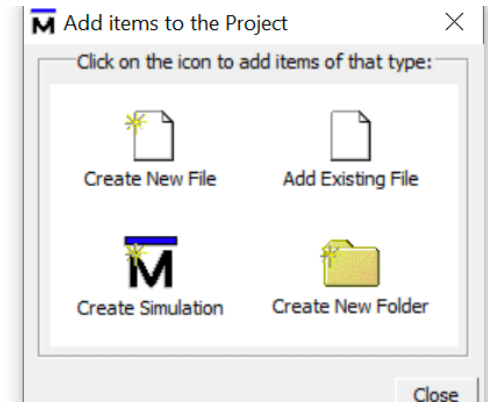 M Add items to the Project
Click on the icon to add items of that type:
Create New File Add Existing File
M
Create Simulation Create New Folder
Close